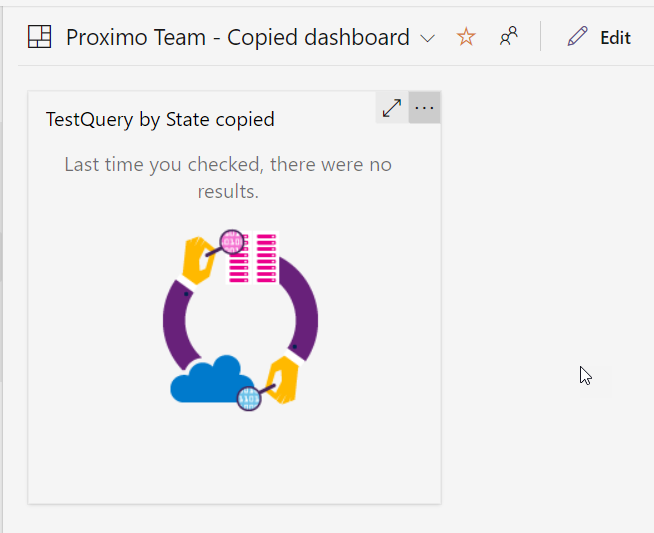 Proximo Team - Copied dashboard
Edit
TestQuery by State copied
Last time you checked, there were no
results.